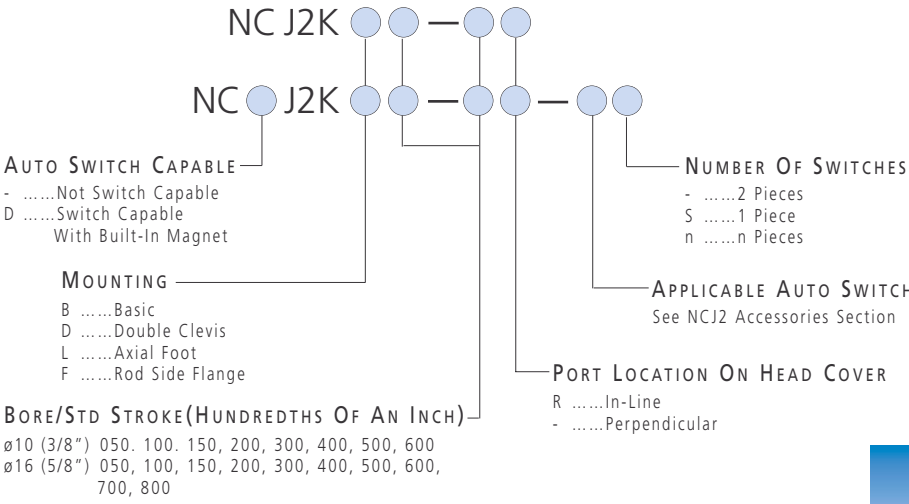 NC J2K —
NC J2K — —
AUTO SWITCH CAPABLE
- ……Not Switch Capable
D ……Switch Capable
With Built-In Magnet
MOUNTING
B ……Basic
D ……Double Clevis
L ……Axial Foot
F ……Rod Side Flange
BORE/STD STROKE(HUNDREDTHS OF AN INCH)
ø10 (3/8") 050. 100. 150, 200, 300, 400, 500, 600
ø16 (5/8") 050, 100, 150, 200, 300, 400, 500, 600,
700, 800
NUMBER OF SWITCHES
- ……2 Pieces
S ……1 Piece
n ……n Pieces
APPLICABLE AUTO SWITCH
See NCJ2 Accessories Section
PORT LOCATION ON HEAD COVER
R ……In-Line
- ……Perpendicular